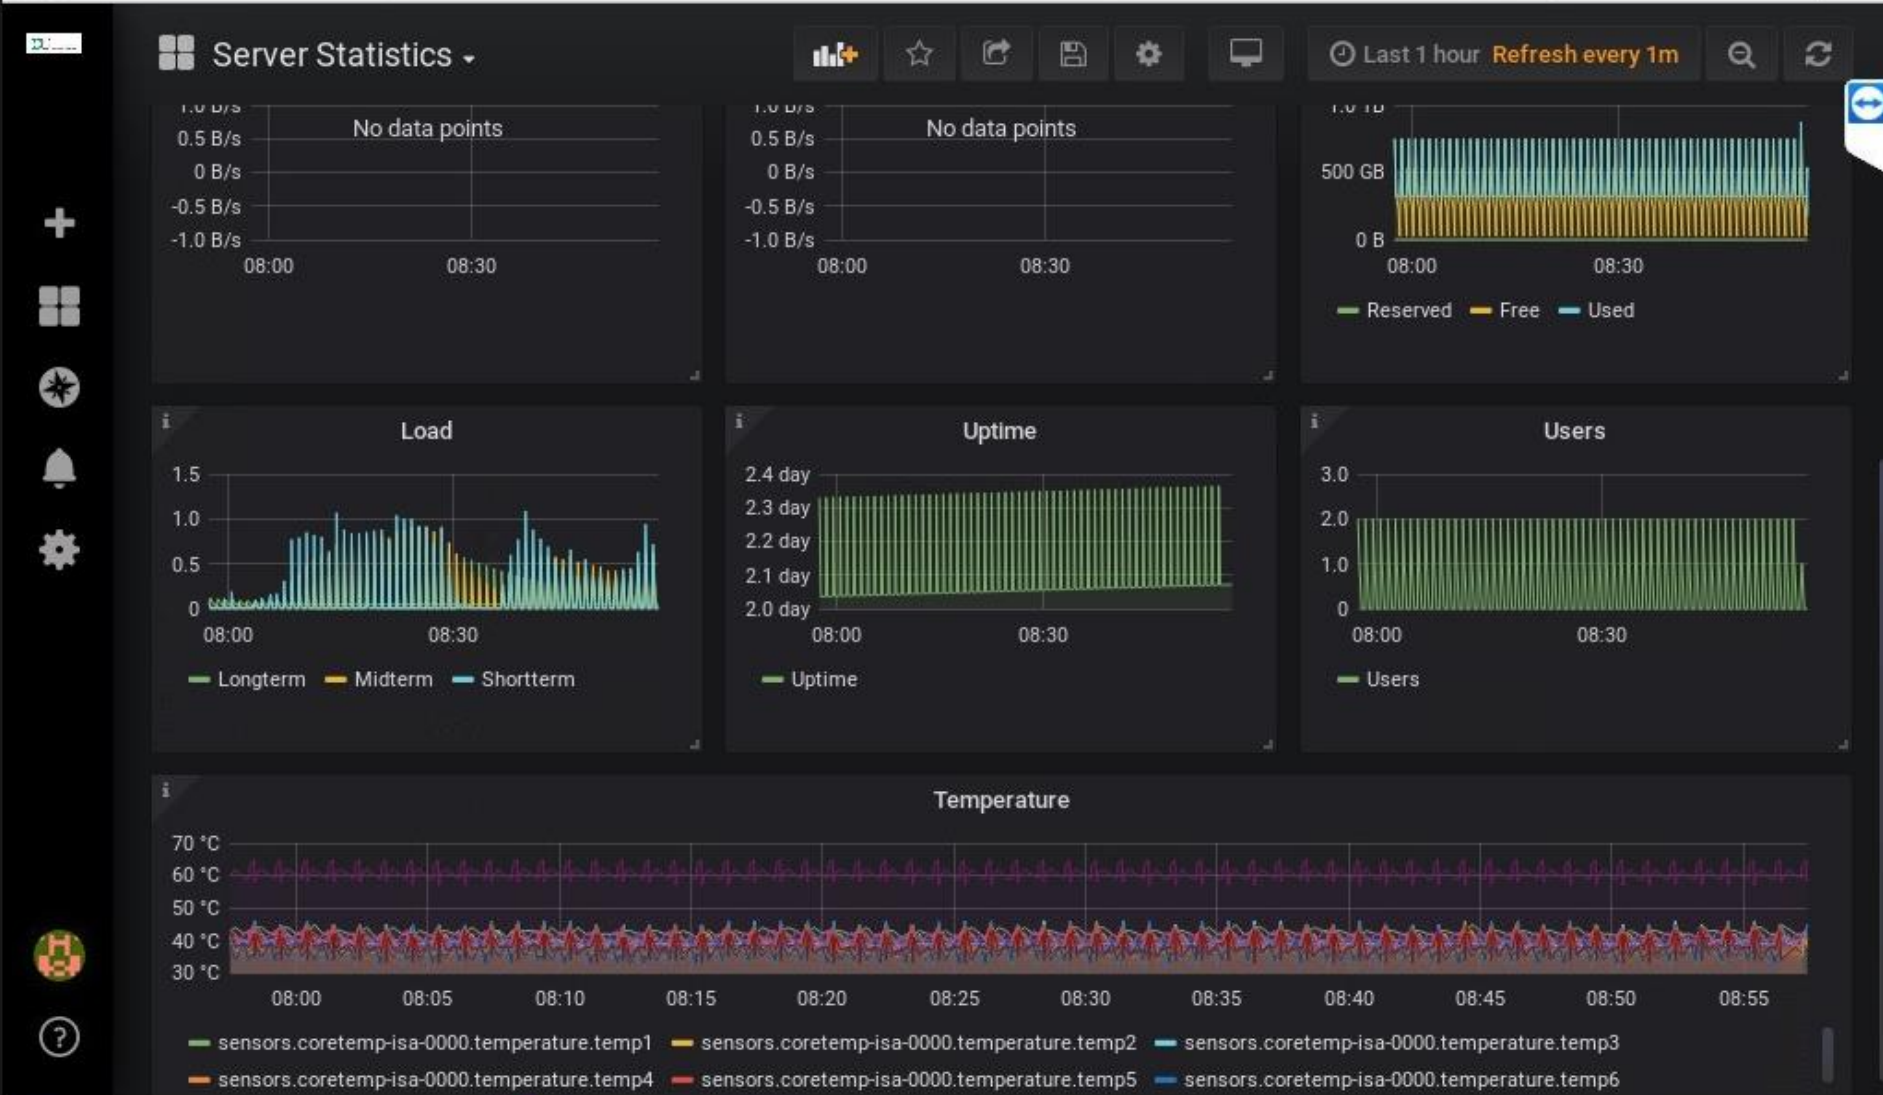 Server Statistics
Last 1 hour Refresh every 1m
1.0 B/s
0.5 B/s
0 B/s
-0.5 B/s
-1.0 B/s
No data points
08:00 08:30
1.0 B/s
0.5 B/s
0 B/s
-0.5 B/s
-1.0 B/s
No data points
08:00 08:30
1.0 TB
500 GB
0 B
08:00 08:30
Reserved Free Used
Load
1.5
1.0
0.5
0
08:00 08:30
Longterm Midterm Shortterm
Uptime
2.4 day
2.3 day
2.2 day
2.1 day
2.0 day
08:00 08:30
Uptime
Users
3.0
2.0
1.0
0
08:00 08:30
Users
Temperature
70 °C
60 °C
50 °C
40 °C
30 °C
08:00 08:05 08:10 08:15 08:20 08:25 08:30 08:35 08:40 08:45 08:50 08:55
sensors.coretemp-isa-0000.temperature.temp1 sensors.coretemp-isa-0000.temperature.temp2 sensors.coretemp-isa-0000.temperature.temp3
sensors.coretemp-isa-0000.temperature.temp4 sensors.coretemp-isa-0000.temperature.temp5 sensors.coretemp-isa-0000.temperature.temp6